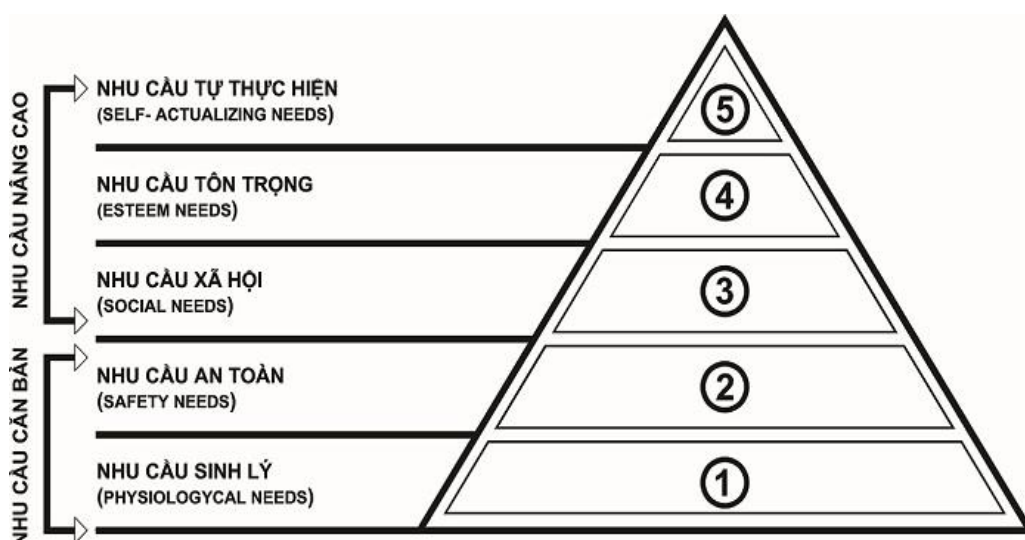 NHU CẦU NÂNG CAO
NHU CẦU TỰ THỰC HIỆN
(SELF- ACTUALIZING NEEDS)
NHU CẦU TÔN TRỌNG
(ESTEEM NEEDS)
NHU CẦU XÃ HỘI
(SOCIAL NEEDS)
NHU CẦU CĂN BẢN
NHU CẦU AN TOÀN
(SAFETY NEEDS)
NHU CẦU SINH LÝ
(PHYSIOLOGYCAL NEEDS)
5
4
3
2
1